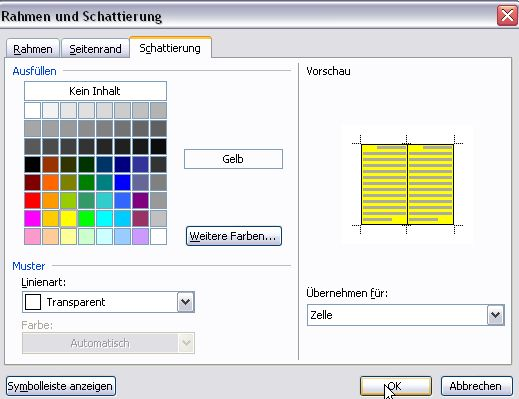 Rahmen und Schattierung
Rahmen
Seitenrand
Schattierung
Ausfüllen
Kein Inhalt
Gelb
Weitere Farben...
Muster
Linienart:
Transparent
Farbe:
Automatisch
Vorschau
Übernehmen für:
Zelle
Symbolleiste anzeigen
OK
Abbrechen